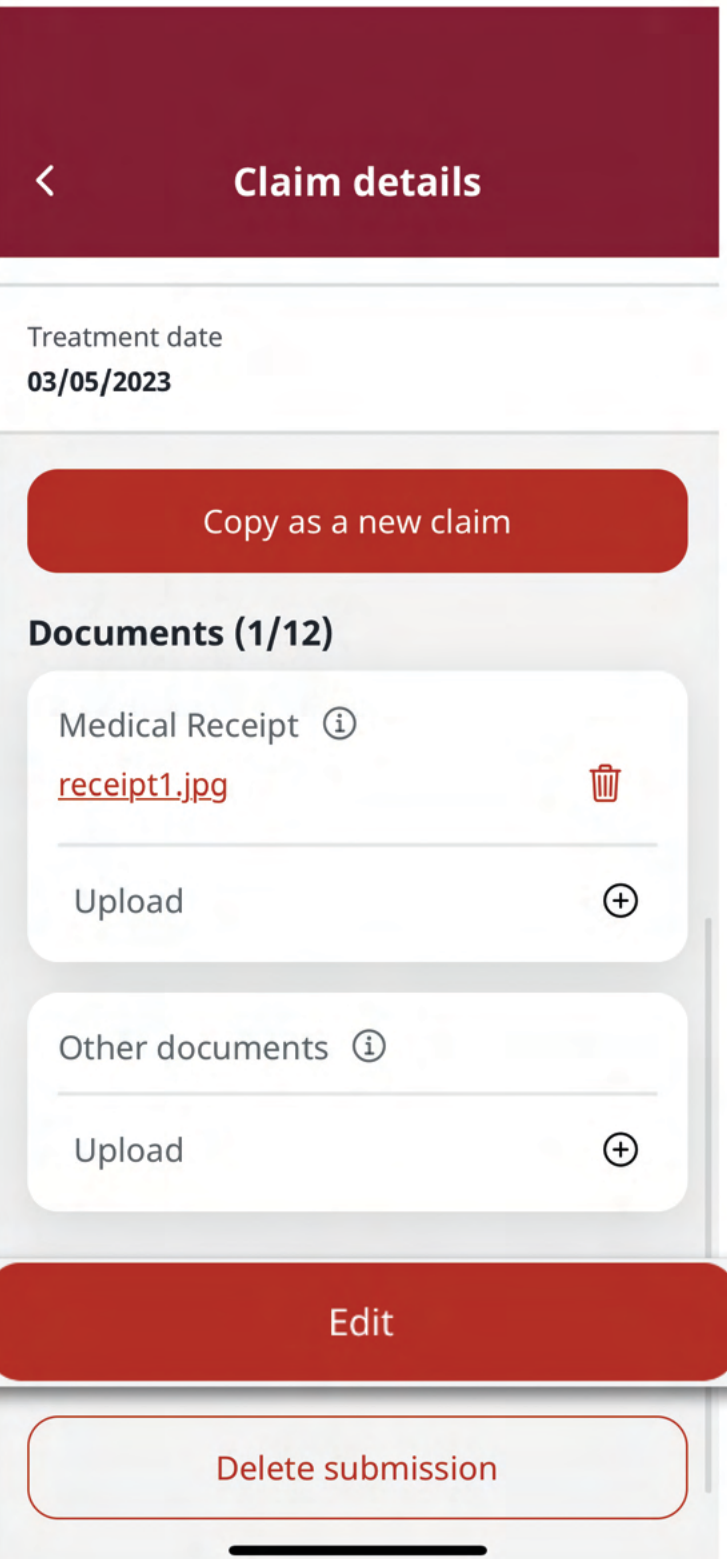 Claim details
Treatment date
03/05/2023
Copy as a new claim
Documents (1/12)
Medical Receipt
receipt1.jpg
Upload
Other documents
Upload
Edit
Delete submission